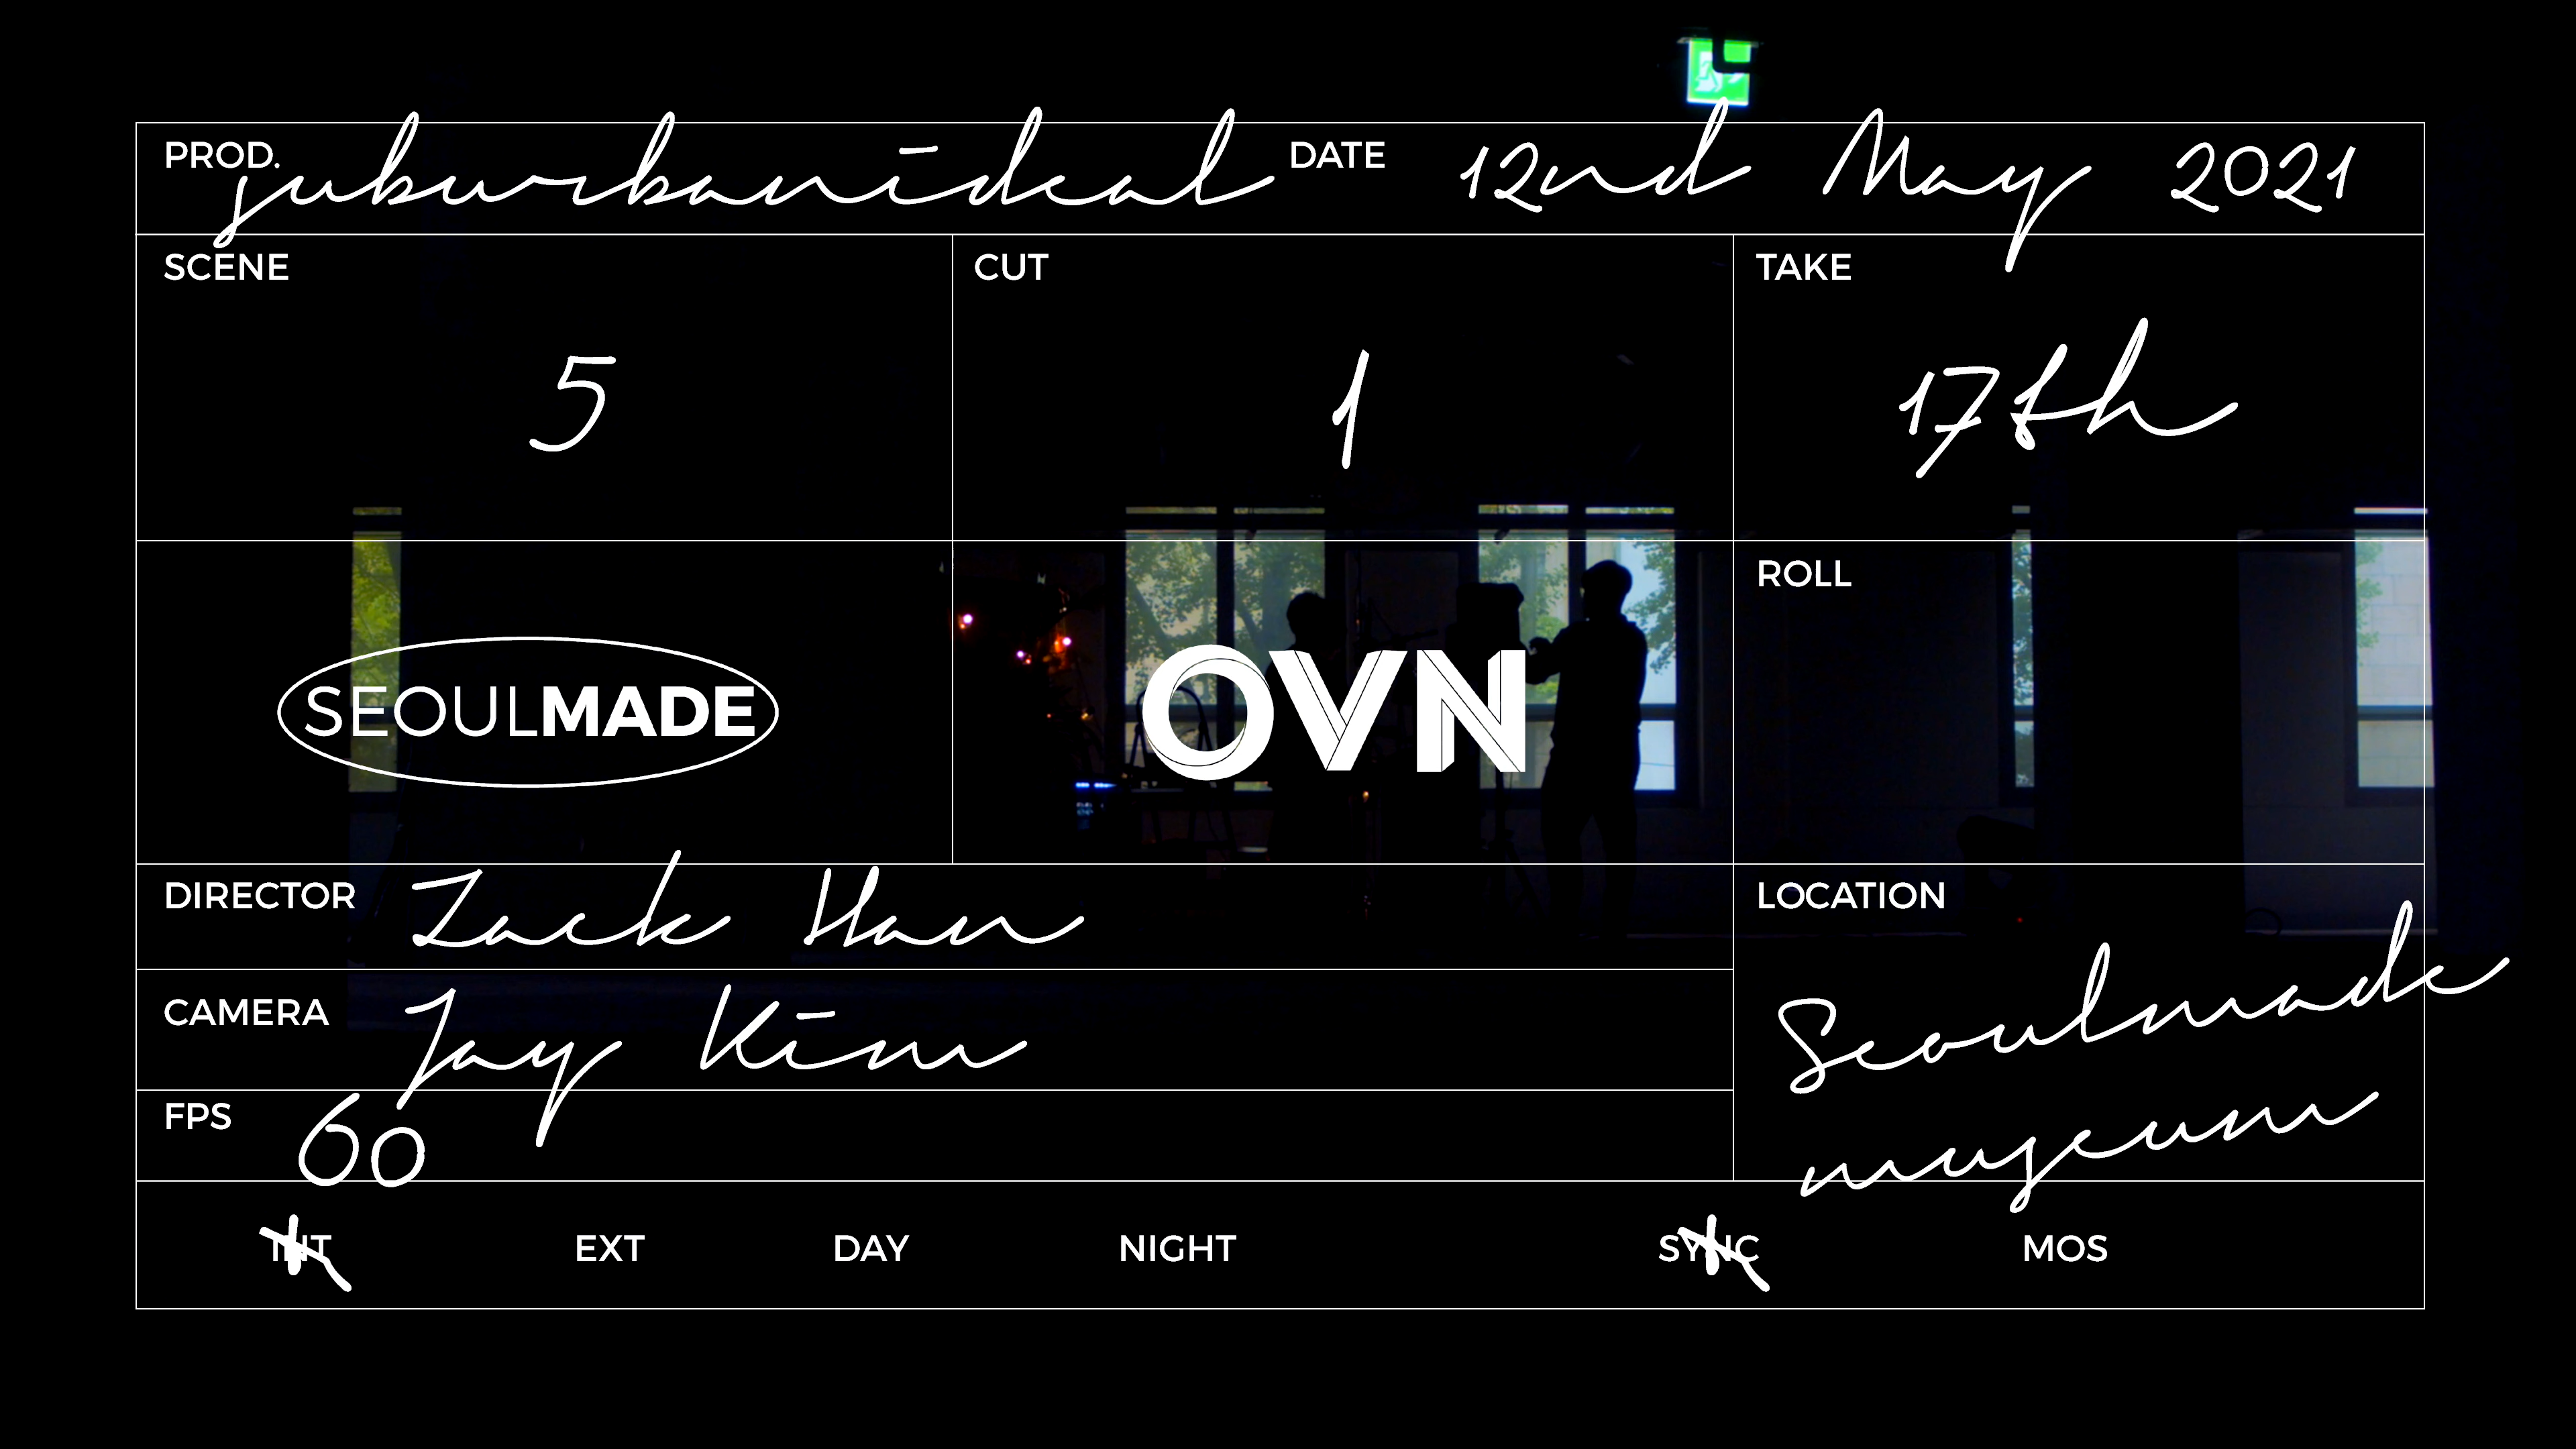 PROD. suburbanideal DATE 12nd May 2021
SCENE CUT TAKE
5 1 17th
ROLL
SEOULMADE OVN
DIRECTOR Zack Han LOCATION
CAMERA Jay Kim Seoulmade
FPS 60 museum
INT EXT DAY NIGHT SYNC MOS